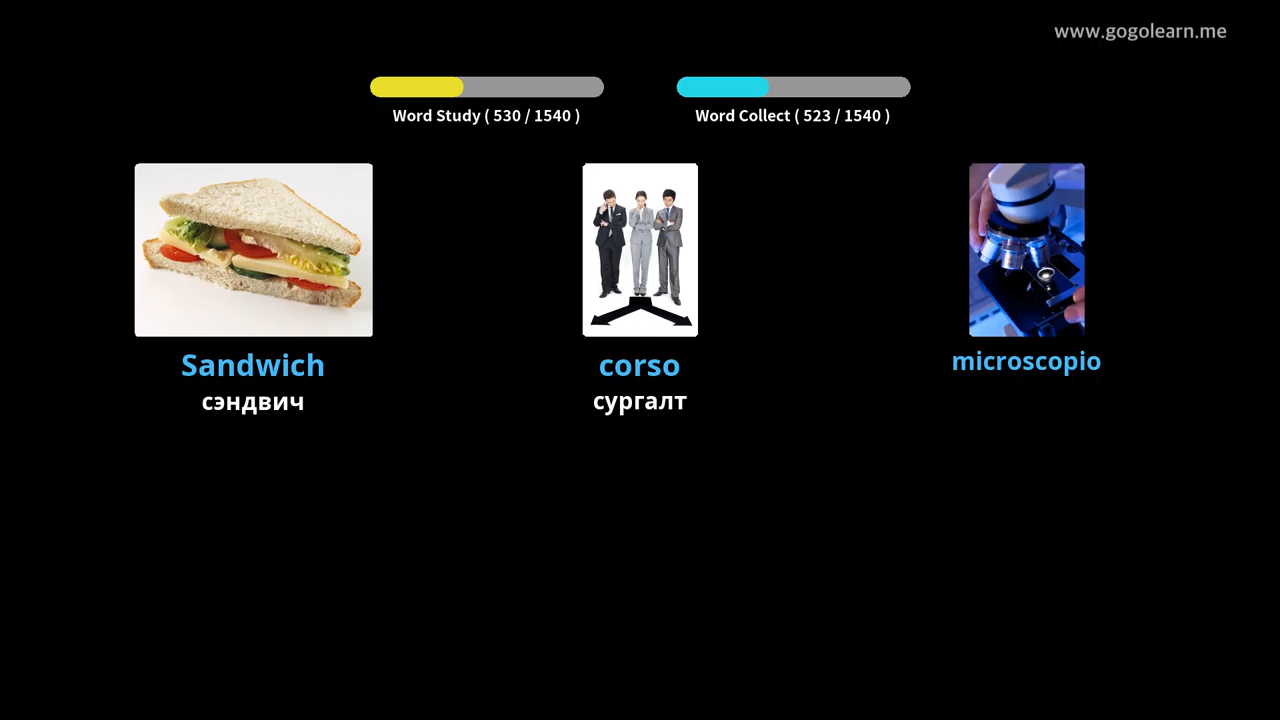 www.gogolearn.me
Word Study ( 530 / 1540 )
Word Collect ( 523 / 1540 )
Sandwich
сэндвич
corso
сургалт
microscopio